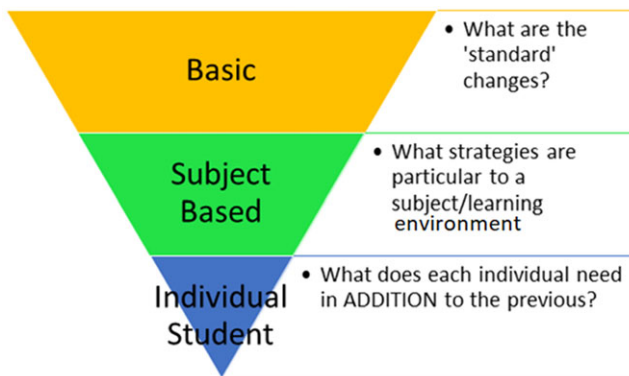 Basic
• What are the
'standard'
changes?
Subject
Based
• What strategies are
particular to a
subject/learning
environment
Individual
Student
• What does each individual need
in ADDITION to the previous?